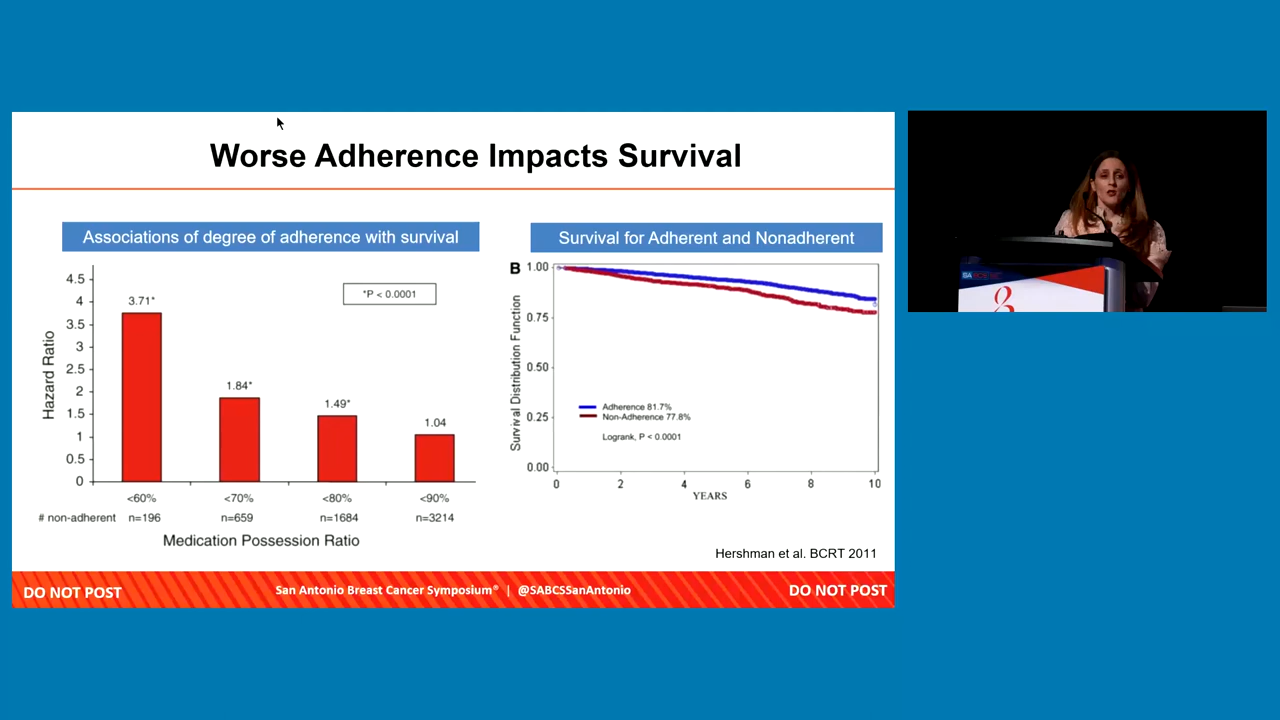 Worse Adherence Impacts Survival
Associations of degree of adherence with survival
4.5
4
3.5
3
2.5
2
1.5
1
0.5
0
Hazard Ratio
3.71*
1.84*
1.49*
1.04
*P < 0.0001
<60% <70% <80% <90%
# non-adherent n=196 n=659 n=1684 n=3214
Medication Possession Ratio
Survival for Adherent and Nonadherent
B
1.00
0.75
0.50
0.25
0.00
Survival Distribution Function
Adherence 81.7%
Non-Adherence 77.8%
Logrank, P < 0.0001
0 2 4 6 8 10
YEARS
Hershman et al. BCRT 2011
DO NOT POST
San Antonio Breast Cancer Symposium® | @SABCSSanAntonio
DO NOT POST